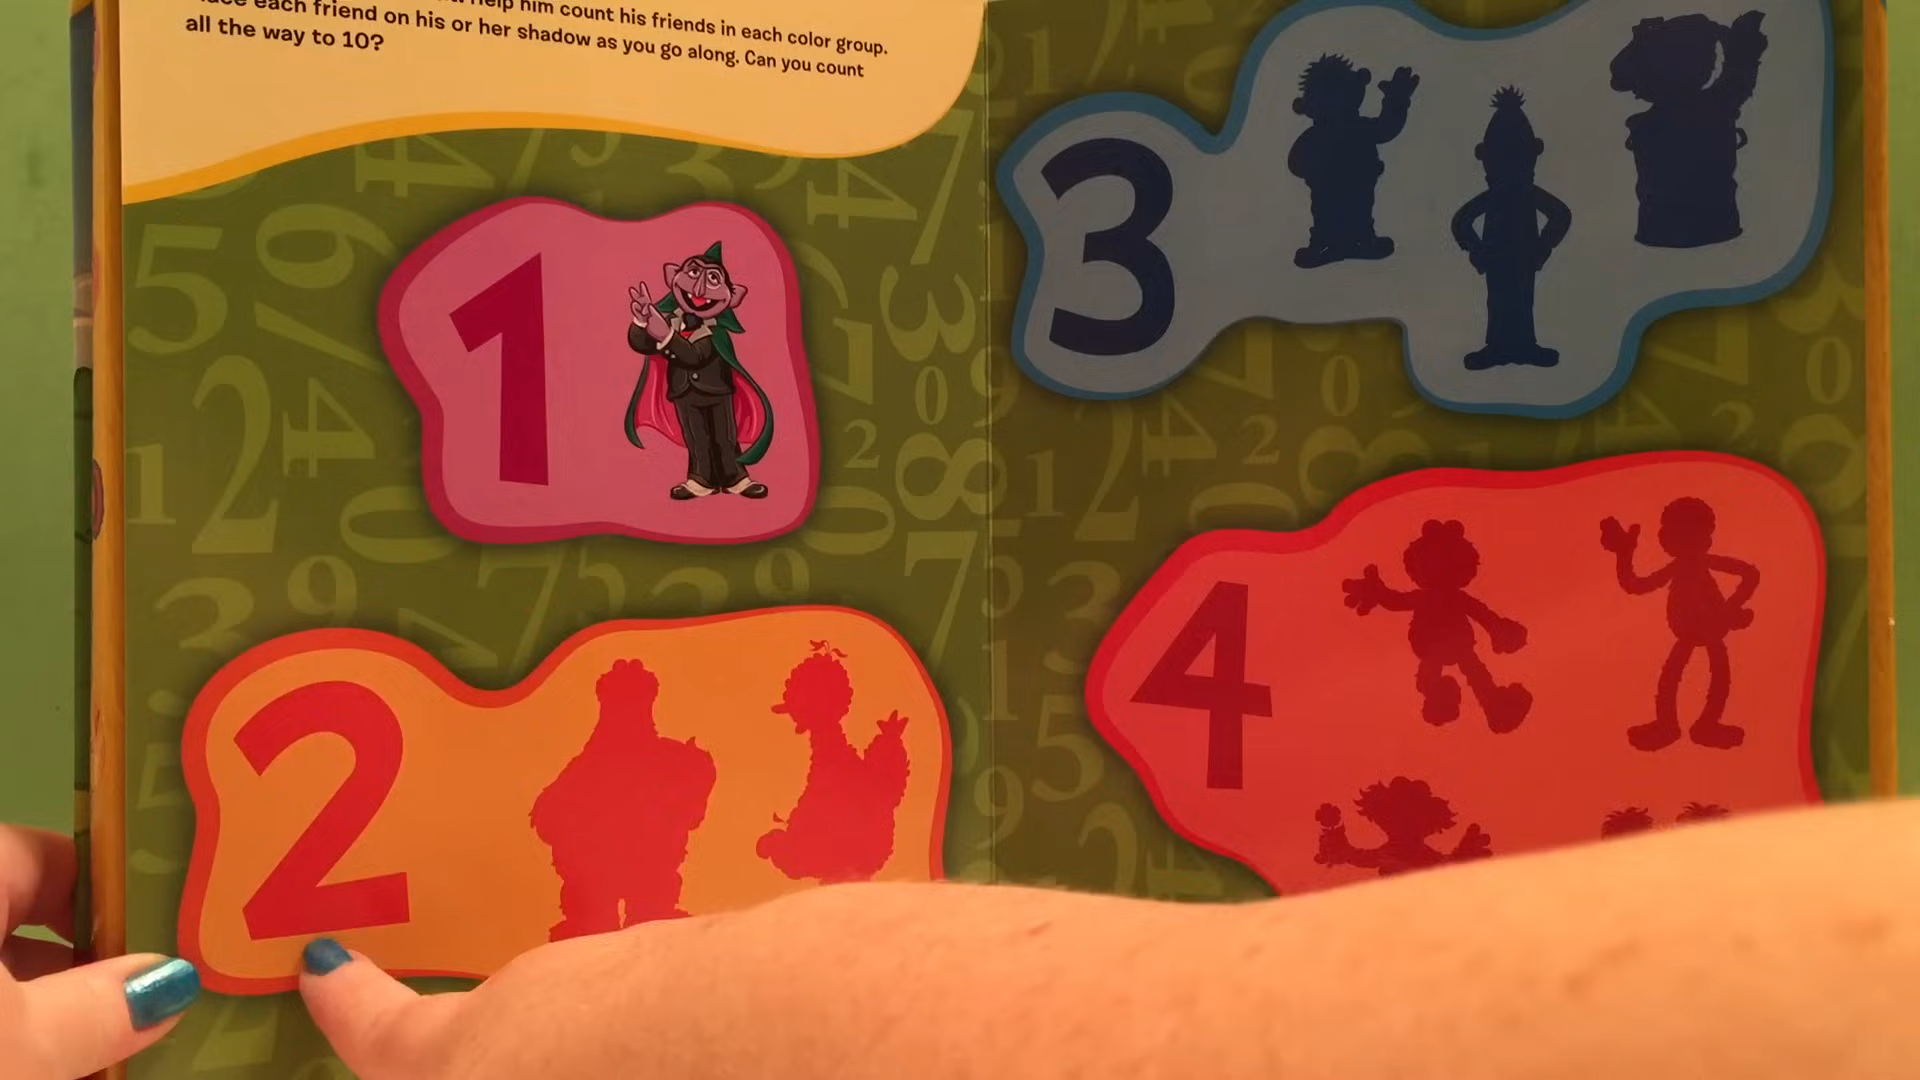 Help him count his friends in each color group.
each friend on his or her shadow as you go along. Can you count
all the way to 10?
1
2
3
4